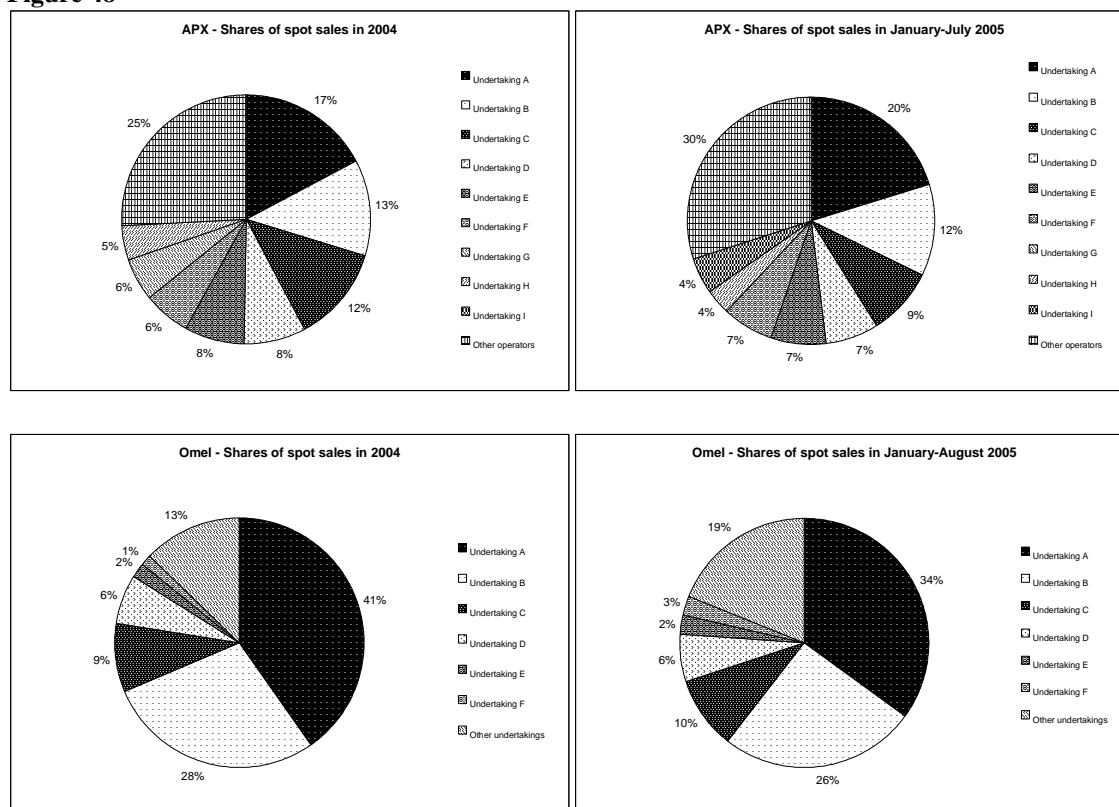 Figure
APX - Shares of spot sales in 2004
17%
13%
12%
8%
8%
6%
6%
5%
25%
Undertaking A
Undertaking B
Undertaking C
Undertaking D
Undertaking E
Undertaking F
Undertaking G
Undertaking H
Undertaking I
Other operators
APX - Shares of spot sales in January-July 2005
20%
12%
9%
7%
7%
7%
4%
4%
30%
Undertaking A
Undertaking B
Undertaking C
Undertaking D
Undertaking E
Undertaking F
Undertaking G
Undertaking H
Undertaking I
Other operators
Omel - Shares of spot sales in 2004
41%
28%
9%
6%
2%
1%
13%
Undertaking A
Undertaking B
Undertaking C
Undertaking D
Undertaking E
Undertaking F
Other undertakings
Omel - Shares of spot sales in January-August 2005
34%
26%
10%
6%
2%
3%
19%
Undertaking A
Undertaking B
Undertaking C
Undertaking D
Undertaking E
Undertaking F
Other undertakings